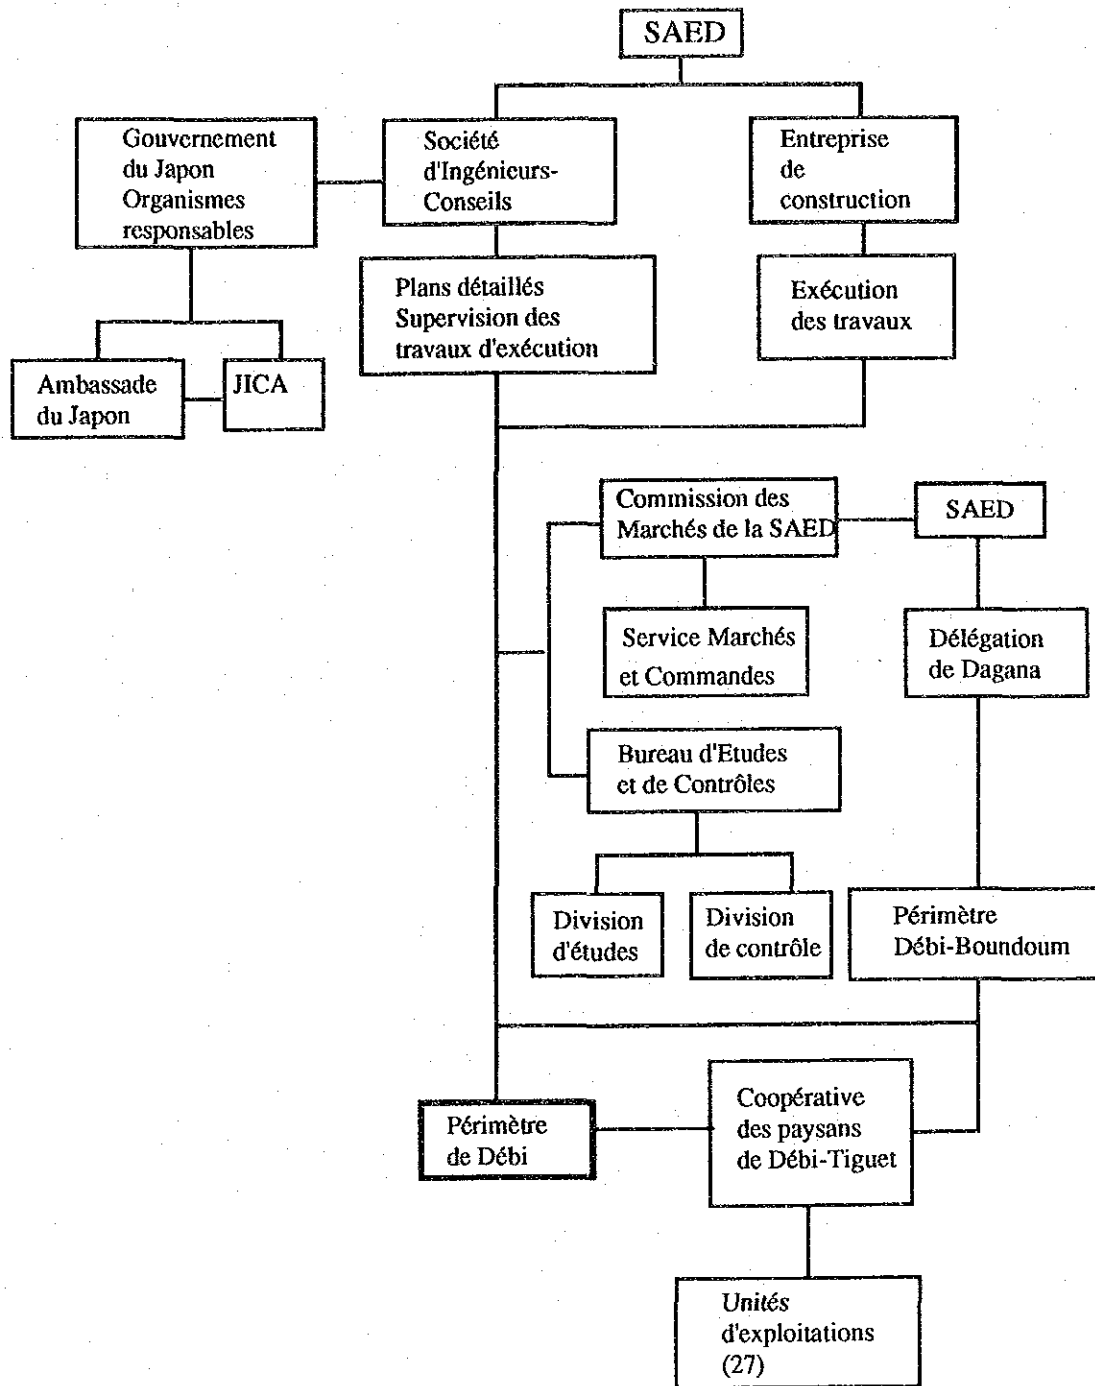 SAED
Gouvernement
du Japon
Organismes
responsables
Société
d'Ingénieurs-
Conseils
Entreprise
de
construction
Plans détaillés
Supervision des
travaux d'exécution
Exécution
des travaux
Ambassade
du Japon
JICA
Commission des
Marchés de la SAED
SAED
Service Marchés
et Commandes
Délégation
de Dagana
Bureau d'Etudes
et de Contrôles
Division
d'études
Division
de contrôle
Périmètre
Débi-Boundoum
Périmètre
de Débi
Coopérative
des paysans
de Débi-Tiguet
Unités
d'exploitations
(27)